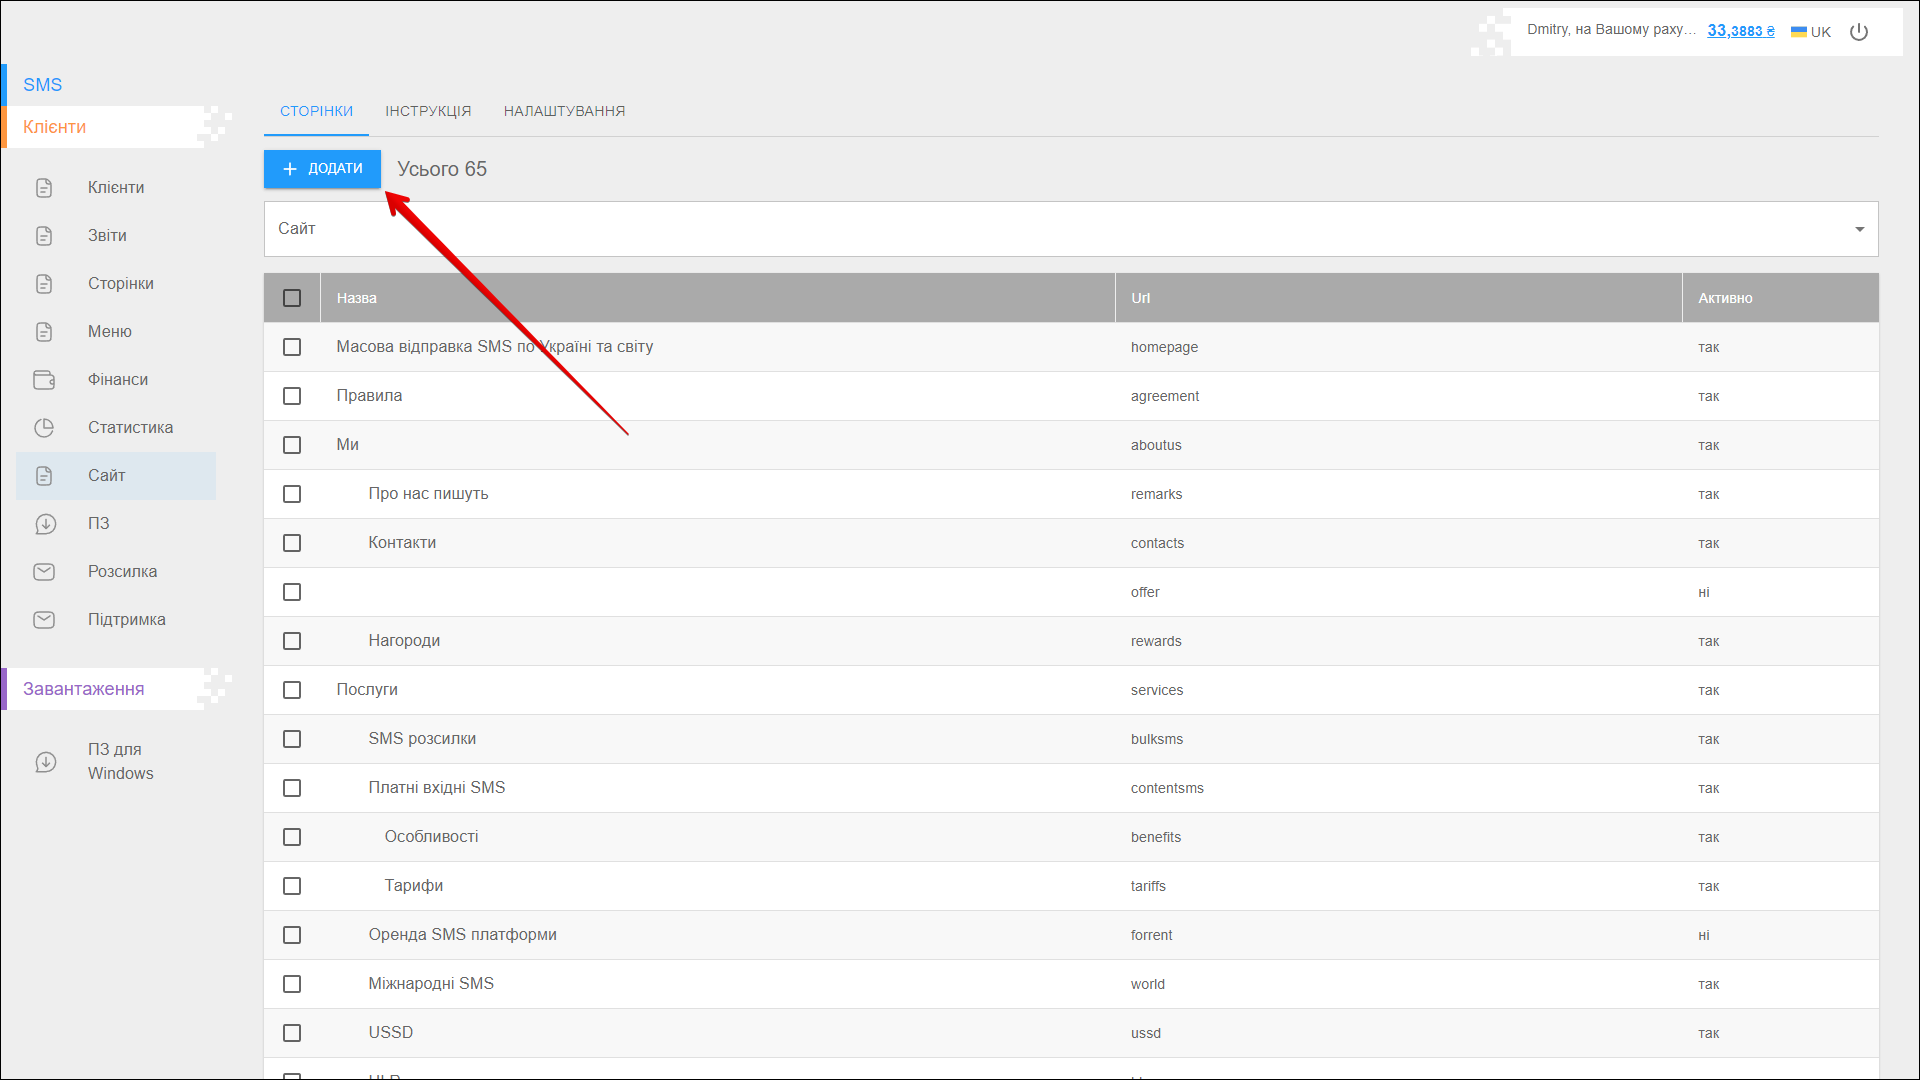 Dmitry, на Вашому раху...
33,3883 ₴
UK
SMS
Клієнти
Клієнти
Звіти
Сторінки
Меню
Фінанси
Статистика
Сайт
ПЗ
Розсилка
Підтримка
Завантаження
ПЗ для
Windows
СТОРІНКИ ІНСТРУКЦІЯ НАЛАШТУВАННЯ
ДОДАТИ Усього 65
Сайт
Назва Url Активно
Масова відправка SMS по Україні та світу homepage так
Правила agreement так
Ми aboutus так
Про нас пишуть remarks так
Контакти contacts так
offer ні
Нагороди rewards так
Послуги services так
SMS розсилки bulksms так
Платні вхідні SMS contentsms так
Особливості benefits так
Тарифи tariffs так
Оренда SMS платформи forrent ні
Міжнародні SMS world так
USSD ussd так